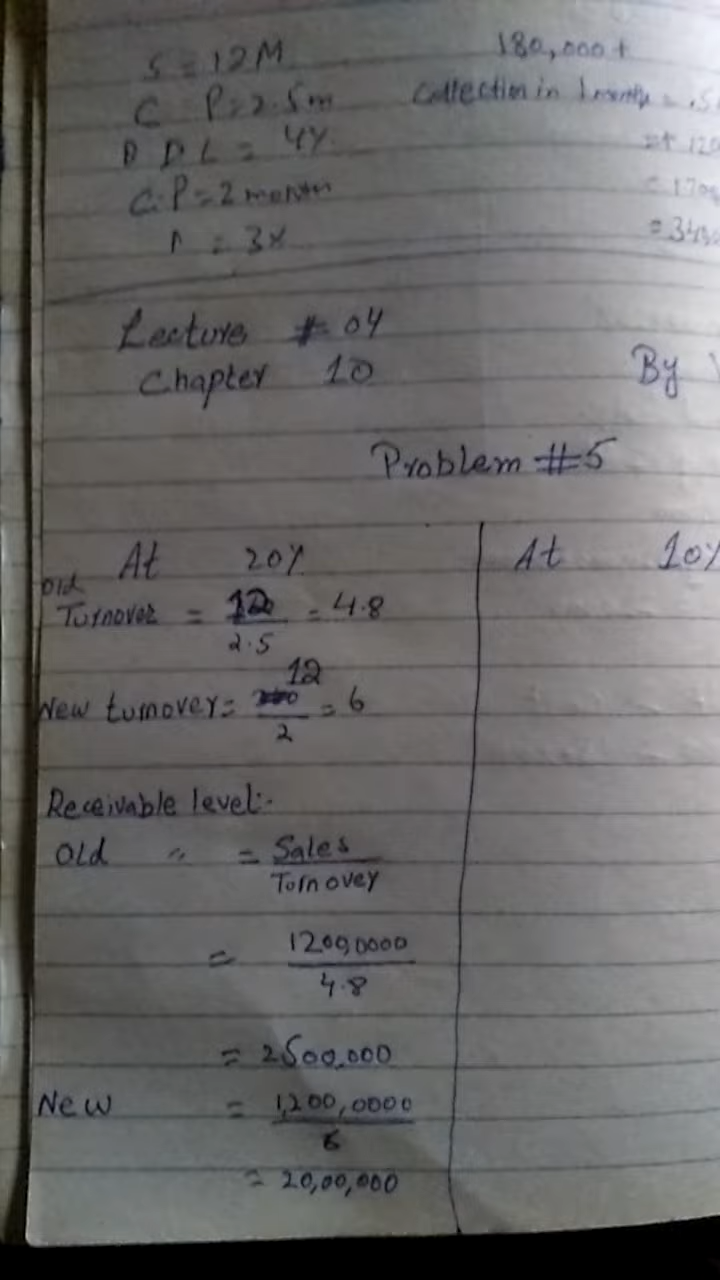 S = 12M
C P = 2.5m
B D L = 4%
C.P = 2 month
= 3%
180,000 +
Collection in 1 month = .5
=+ 120
Lecture # 04
Chapter 10
By
Problem #5
At 20%
Old
Turnover = 12 / 2.5 = 4.8
New turnover = 12 / 2 = 6
Receivable level:-
Old " = Sales / Turnover
= 1200,0000 / 4.8
= 2500,000
New = 1,200,0000 / 6
= 20,00,000
At 10%